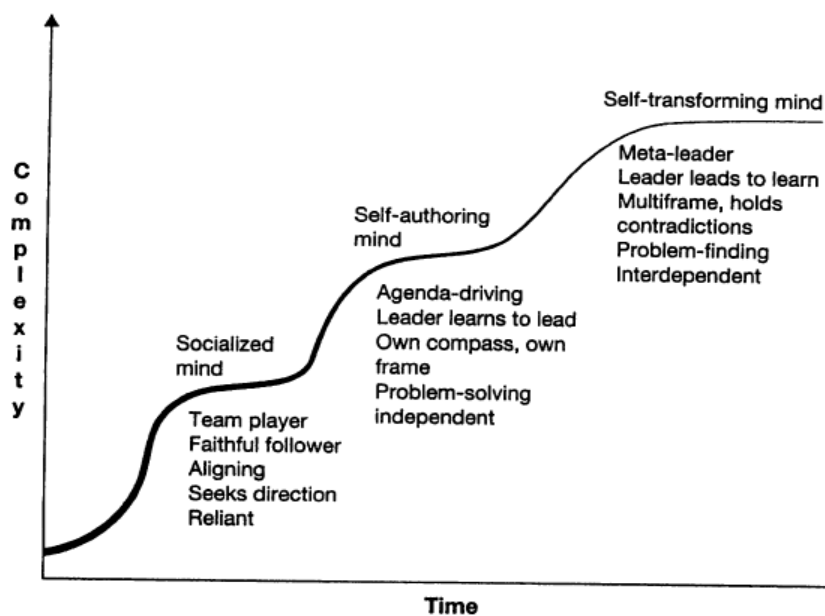 Complexity
Self-transforming mind
Meta-leader
Leader leads to learn
Multiframe, holds
contradictions
Problem-finding
Interdependent
Self-authoring
mind
Agenda-driving
Leader learns to lead
Own compass, own
frame
Problem-solving
independent
Socialized
mind
Team player
Faithful follower
Aligning
Seeks direction
Reliant
Time